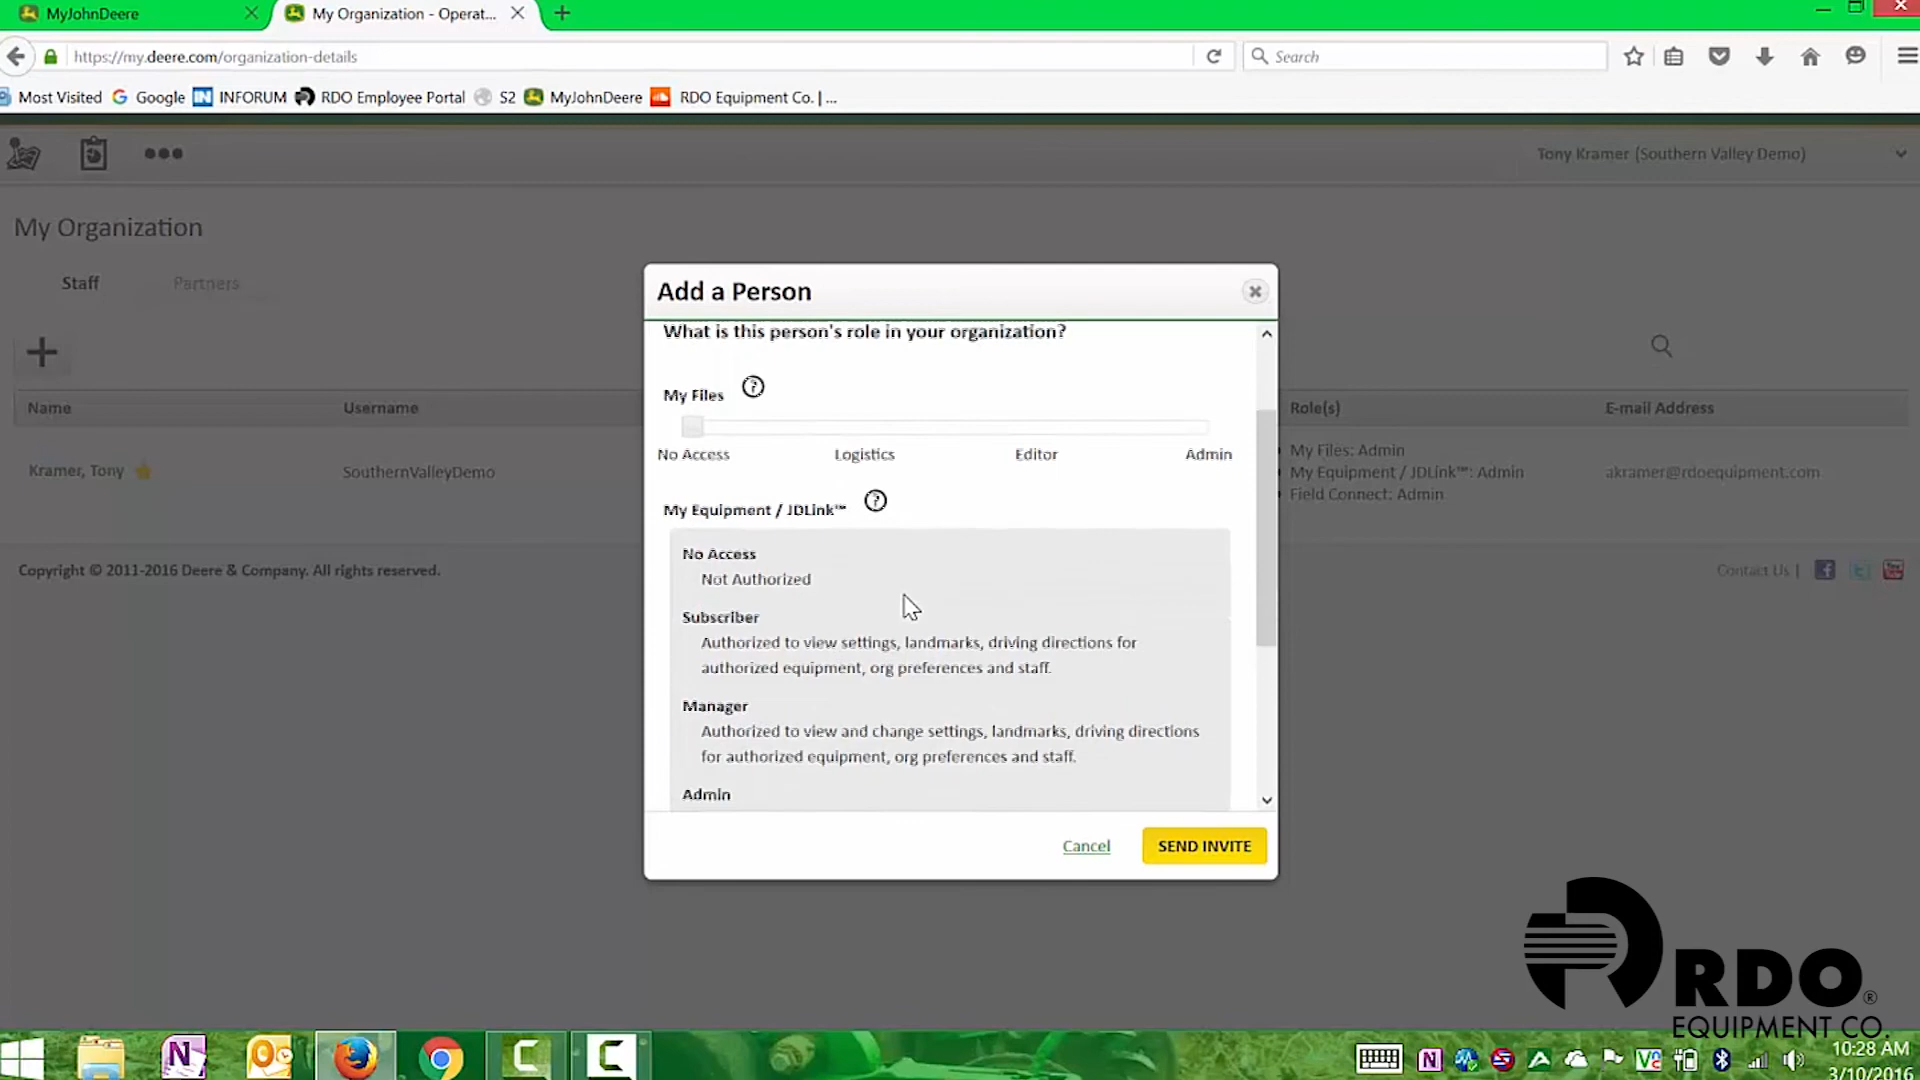 MyJohnDeere
My Organization - Operat...
https://my.deere.com/organization-details
Search
Most Visited
Google
INFORUM
RDO Employee Portal
S2
MyJohnDeere
RDO Equipment Co. | ...
Tony Kramer (Southern Valley Demo)
My Organization
Staff
Partners
Name
Username
Role(s)
E-mail Address
Kramer, Tony
SouthernValleyDemo
My Files: Admin
My Equipment / JDLink™: Admin
Field Connect: Admin
akramer@rdoequipment.com
Copyright © 2011-2016 Deere & Company. All rights reserved.
Contact Us |
Add a Person
What is this person's role in your organization?
My Files
No Access
Logistics
Editor
Admin
My Equipment / JDLink™
No Access
Not Authorized
Subscriber
Authorized to view settings, landmarks, driving directions for
authorized equipment, org preferences and staff.
Manager
Authorized to view and change settings, landmarks, driving directions
for authorized equipment, org preferences and staff.
Admin
Cancel
SEND INVITE
RDO®
EQUIPMENT CO.
10:28 AM
3/10/2016